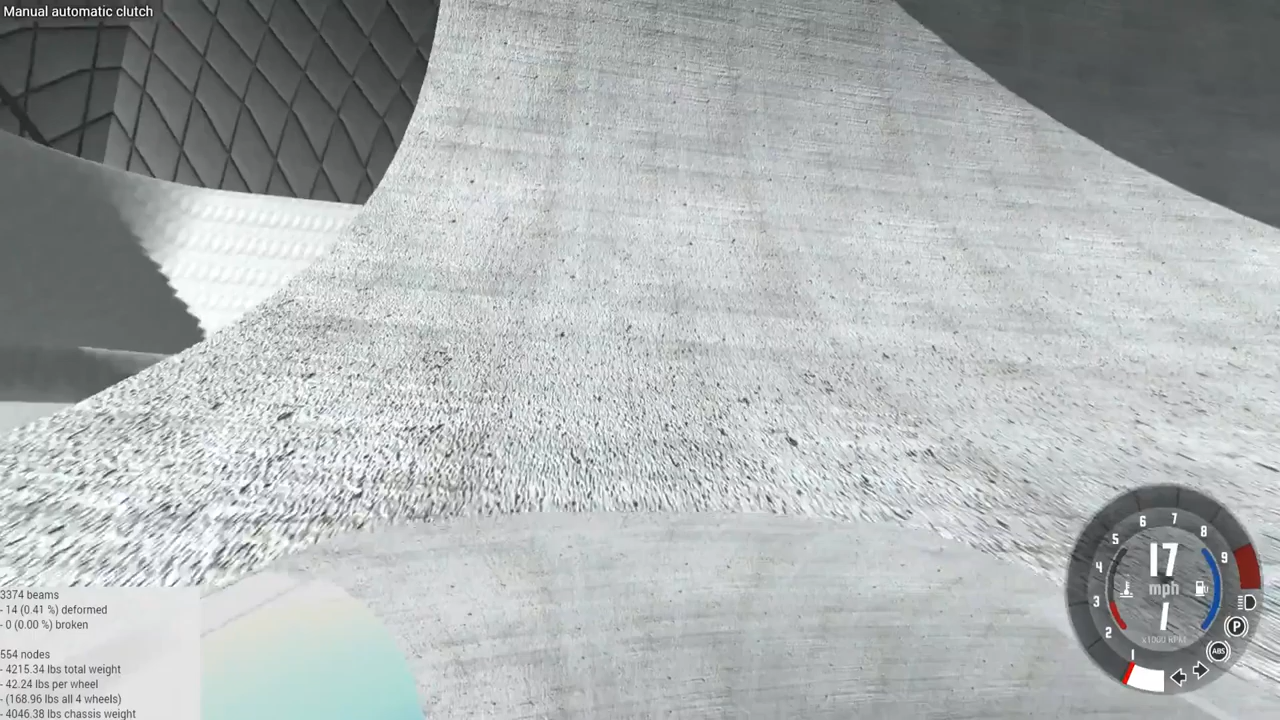 Manual automatic clutch
3374 beams
- 14 (0.41 %) deformed
- 0 (0.00 %) broken
554 nodes
- 4215.34 lbs total weight
- 42.24 lbs per wheel
- (168.96 lbs all 4 wheels)
- 4046.38 lbs chassis weight
1 2 3 4 5 6 7 8 9
17
mph
1
x1000 RPM
P
ABS